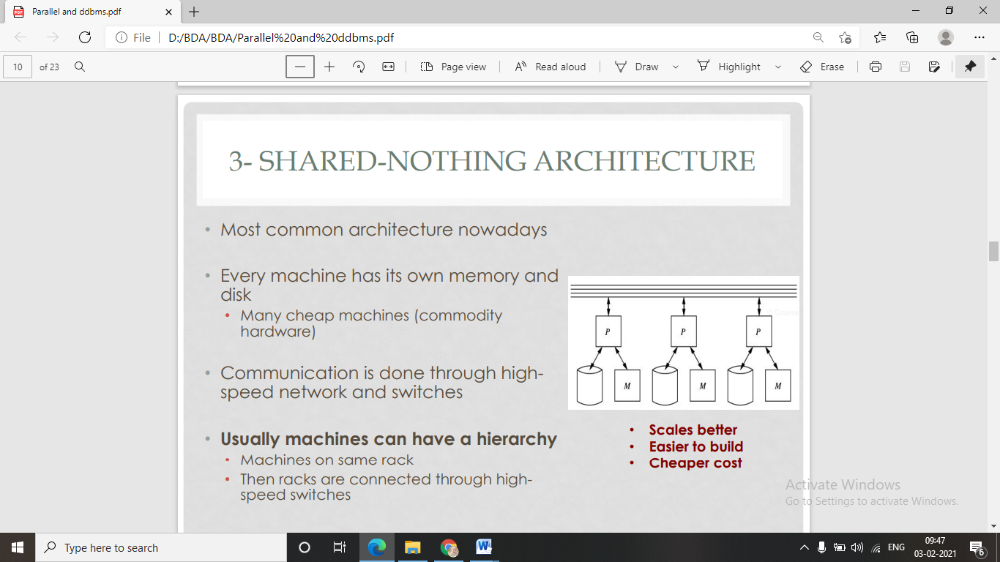 Parallel and ddbms.pdf
File
D:/BDA/BDA/Parallel%20and%20ddbms.pdf
10 of 23
Page view
Read aloud
Draw
Highlight
Erase
3- SHARED-NOTHING ARCHITECTURE
• Most common architecture nowadays
• Every machine has its own memory and
disk
• Many cheap machines (commodity
hardware)
• Communication is done through high-
speed network and switches
• Usually machines can have a hierarchy
• Machines on same rack
• Then racks are connected through high-
speed switches
P P P
M M M
• Scales better
• Easier to build
• Cheaper cost
Activate Windows
Go to Settings to activate Windows.
Type here to search
W
ENG
09:47
03-02-2021
6